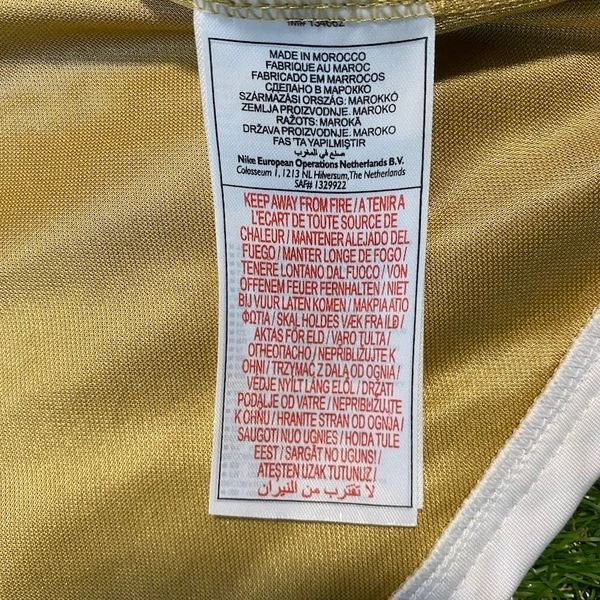 IM# 134662
MADE IN MOROCCO
FABRIQUE AU MAROC
FABRICADO EM MARROCOS
СДЕЛАНО В МАРОККО
SZÁRMAZÁSI ORSZÁG: MAROKKÓ
ZEMLJA PROIZVODNJE. MAROKO
RAŽOTS: MAROKĀ
DRŽAVA PROIZVODNJE. MAROKO
FAS 'TA YAPILMIŞTIR
صنع في المغرب
Nike European Operations Netherlands B.V.
Colosseum 1, 1213 NL Hilversum, The Netherlands
SAF# 1329922
KEEP AWAY FROM FIRE / A TENIR A
L'ECART DE TOUTE SOURCE DE
CHALEUR / MANTENER ALEJADO DEL
FUEGO / MANTER LONGE DE FOGO /
TENERE LONTANO DAL FUOCO / VON
OFFENEM FEUER FERNHALTEN / NIET
BIJ VUUR LATEN KOMEN / ΜΑΚΡΙΑ ΑΠΟ
ΦΩΤΙΑ / SKAL HOLDES VÆK FRA ILD /
AKTAS FÖR ELD / VARO TULTA /
ОТНЕОПАСНО / NEPŘIBLIŽUJTE K
OHNI / TRZYMAĆ Z DALA OD OGNIA /
VEDJE NYÍLT LÁNG ELŐL / DRŽATI
PODALJE OD VATRE / NEPRIBLIŽUJTE
K OHŇU / HRANITE STRAN OD OGNJA /
SAUGOTI NUO UGNIES / HOIDA TULE
EEST / SARGĀT NO UGUNS! /
ATEŞTEN UZAK TUTUNUZ /
لا تقترب من النيران